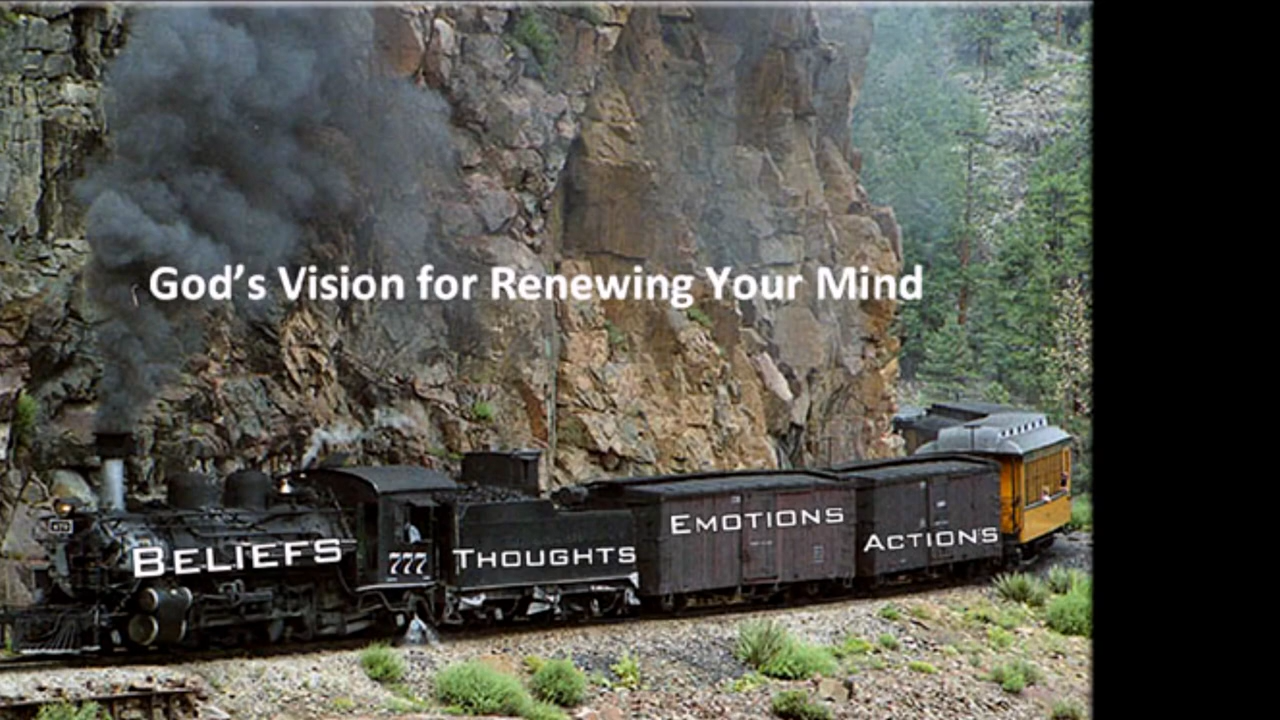 God’s Vision for Renewing Your Mind
BELIEFS
777
THOUGHTS
EMOTIONS
ACTIONS